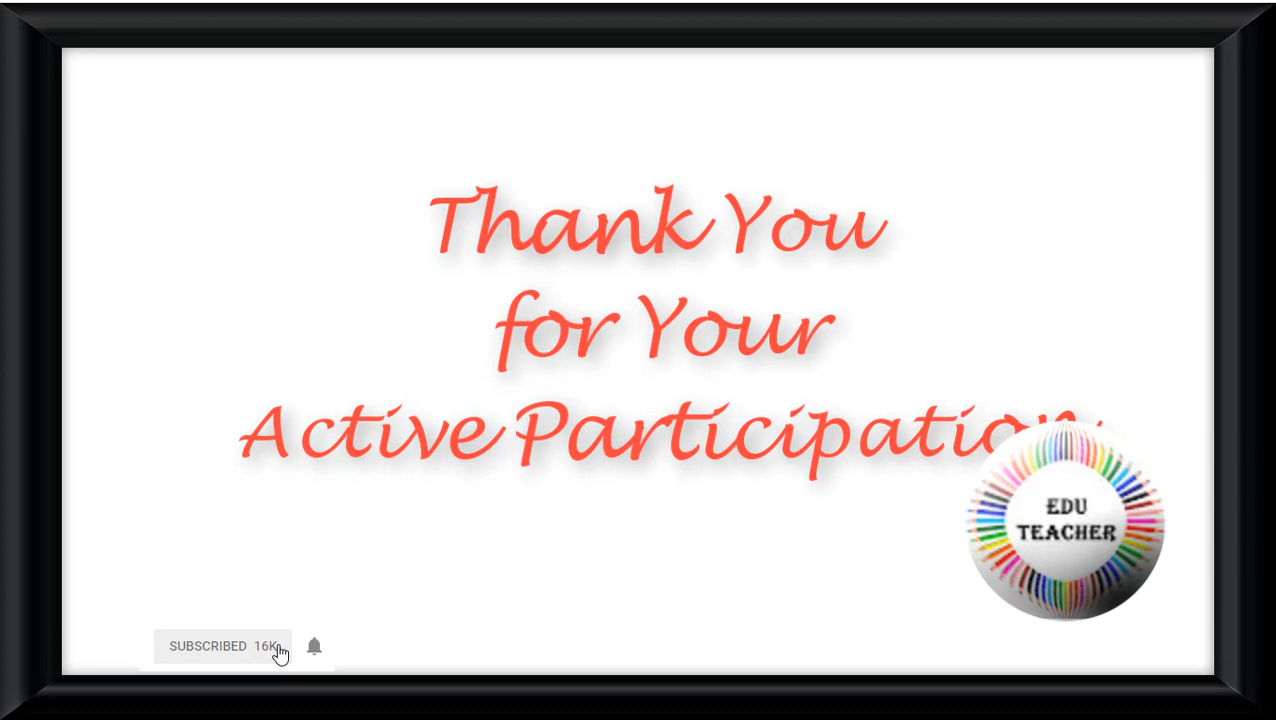 Thank You
for Your
Active Participation
EDU
TEACHER
SUBSCRIBED 16K